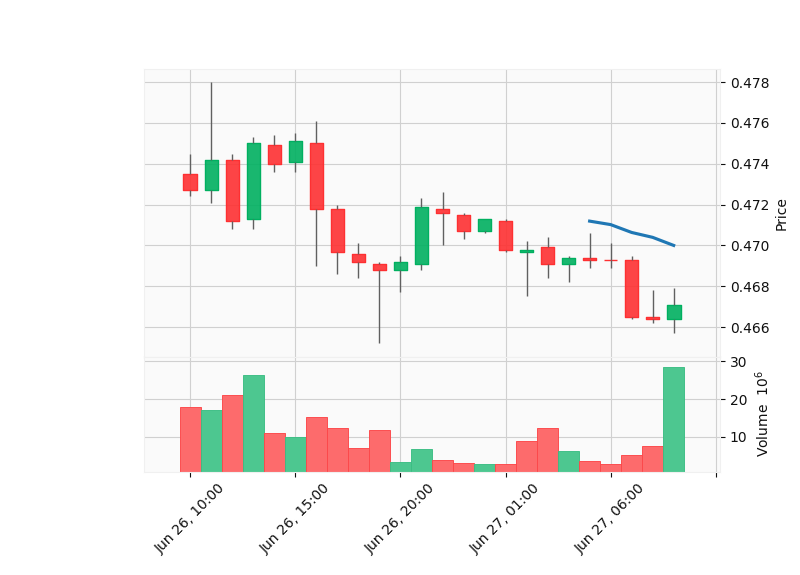 0.478
0.476
0.474
0.472
0.470
0.468
0.466
Price
30
20
10
Volume 10^6
Jun 26, 10:00
Jun 26, 15:00
Jun 26, 20:00
Jun 27, 01:00
Jun 27, 06:00